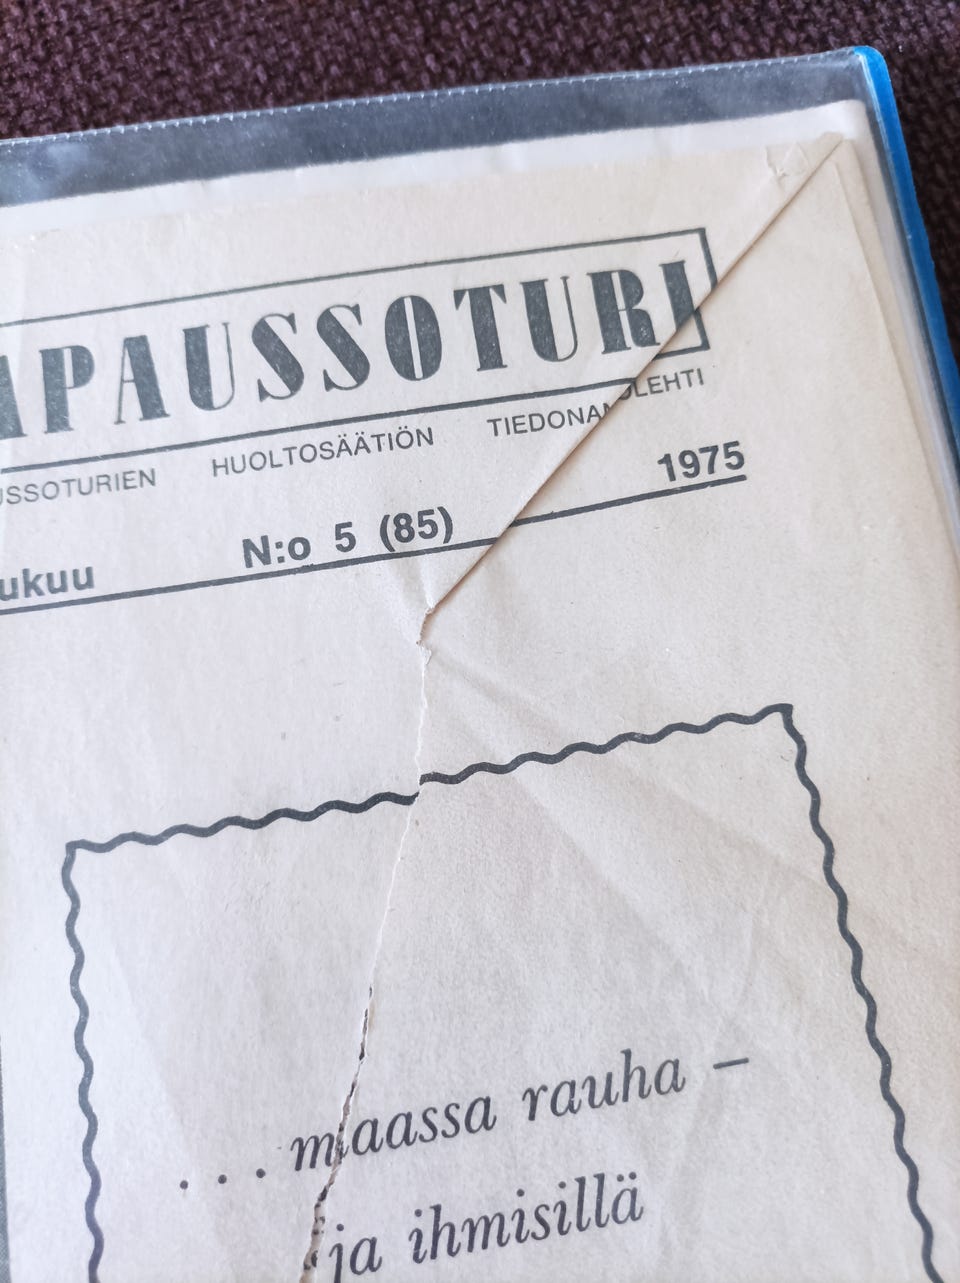 APAUSSOTURI
USSOTURIEN HUOLTOSÄÄTIÖN TIEDONANTOLEHTI
ukuu N:o 5 (85) 1975
... maassa rauha –
ja ihmisillä